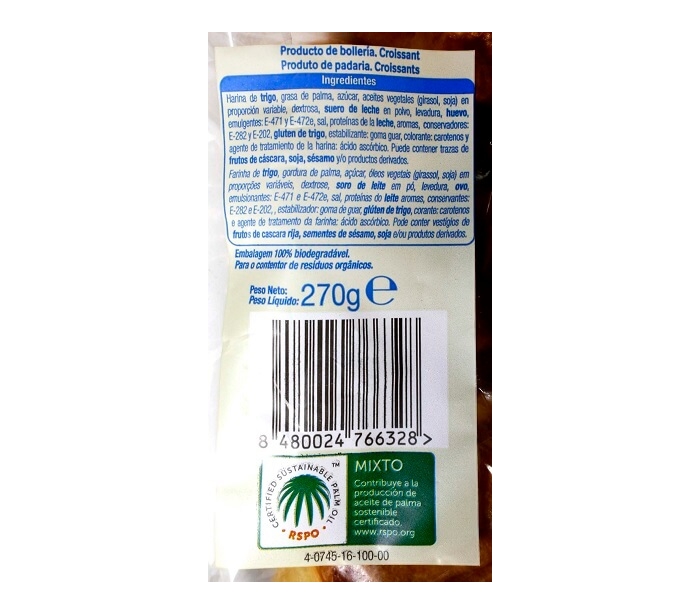 Producto de bollería. Croissant
Produto de padaria. Croissants
Ingredientes
Harina de trigo, grasa de palma, azúcar, aceites vegetales (girasol, soja) en
proporción variable, dextrosa, suero de leche en polvo, levadura, huevo,
emulgentes: E-471 y E-472e, sal, proteínas de la leche, aromas, conservadores:
E-282 y E-202, gluten de trigo, estabilizante: goma guar, colorante: carotenos y
agente de tratamiento de la harina: ácido ascórbico. Puede contener trazas de
frutos de cáscara, soja, sésamo y/o productos derivados.
Farinha de trigo, gordura de palma, açúcar, óleos vegetais (girassol, soja) em
proporções variáveis, dextrose, soro de leite em pó, levedura, ovo,
emulsionantes: E-471 e E-472e, sal, proteínas do leite aromas, conservantes:
E-282 e E-202, , estabilizador: goma de guar, glúten de trigo, corante: carotenos
e agente de tratamento da farinha: ácido ascórbico. Pode conter vestígios de
frutos de cascara rija, sementes de sésamo, soja e/ou produtos derivados.
Embalagem 100% biodegradável.
Para o contentor de resíduos orgânicos.
Peso Neto:
Peso Líquido: 270g e
8 480024 766328 >
CERTIFIED SUSTAINABLE PALM OIL ™
RSPO
MIXTO
Contribuye a la
producción de
aceite de palma
sostenible
certificado.
www.rspo.org
4-0745-16-100-00